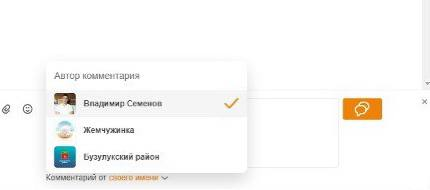 Автор комментария
Владимир Семенов
Жемчужинка
Бузулукский район
Комментарий от своего имени